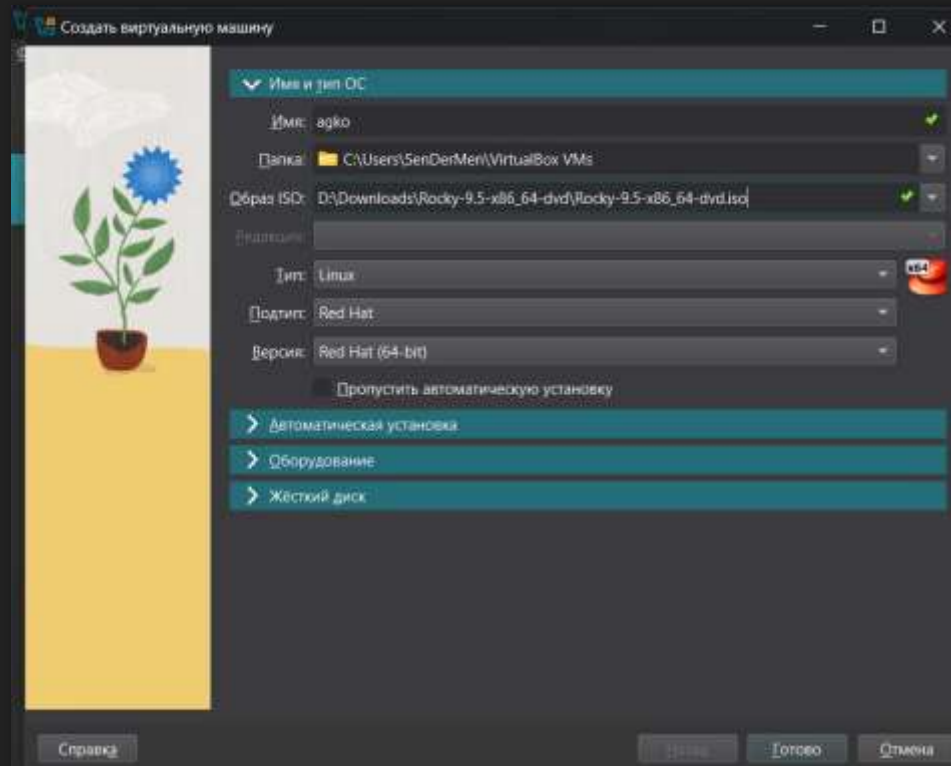 Создать виртуальную машину
Имя и тип ОС
Имя: agko
Папка: C:\Users\SenDerMen\VirtualBox VMs
Образ ISO: D:\Downloads\Rocky-9.5-x86_64-dvd\Rocky-9.5-x86_64-dvd.iso
Редакция:
x64
Тип: Linux
Подтип: Red Hat
Версия: Red Hat (64-bit)
Пропустить автоматическую установку
Автоматическая установка
Оборудование
Жёсткий диск
Справка Назад Готово Отмена